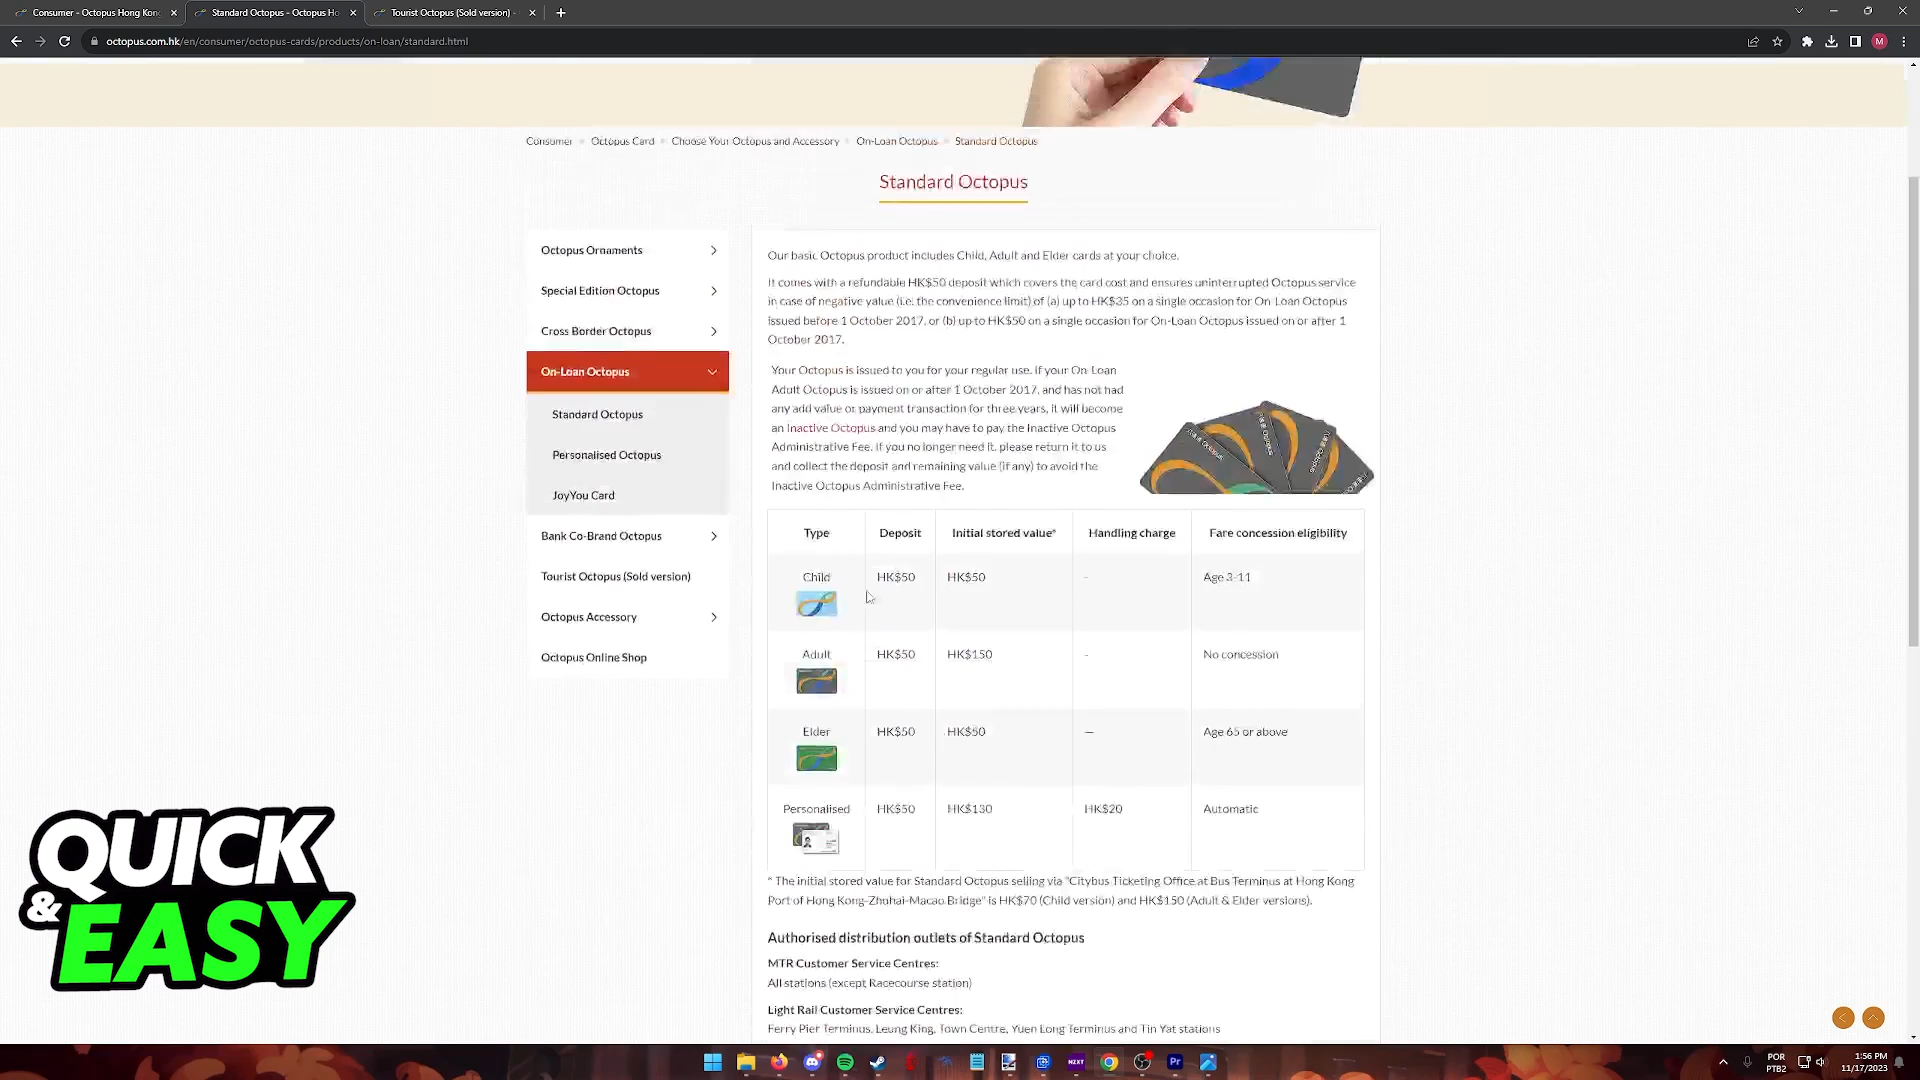 Consumer - Octopus Hong Kon
Standard Octopus - Octopus Ho
Tourist Octopus (Sold version) -
octopus.com.hk/en/consumer/octopus-cards/products/on-loan/standard.html
M
Consumer
Octopus Card
Choose Your Octopus and Accessory
On-Loan Octopus
Standard Octopus
Standard Octopus
Octopus Ornaments
Special Edition Octopus
Cross Border Octopus
On-Loan Octopus
Standard Octopus
Personalised Octopus
JoyYou Card
Bank Co-Brand Octopus
Tourist Octopus (Sold version)
Octopus Accessory
Octopus Online Shop
Our basic Octopus product includes Child, Adult and Elder cards at your choice.
It comes with a refundable HK$50 deposit which covers the card cost and ensures uninterrupted Octopus service
in case of negative value (i.e. the convenience limit) of (a) up to HK$35 on a single occasion for On-Loan Octopus
issued before 1 October 2017, or (b) up to HK$50 on a single occasion for On-Loan Octopus issued on or after 1
October 2017.
Your Octopus is issued to you for your regular use. If your On-Loan
Adult Octopus is issued on or after 1 October 2017, and has not had
any add value or payment transaction for three years, it will become
an Inactive Octopus and you may have to pay the Inactive Octopus
Administrative Fee. If you no longer need it, please return it to us
and collect the deposit and remaining value (if any) to avoid the
Inactive Octopus Administrative Fee.
Type Deposit Initial stored value* Handling charge Fare concession eligibility
Child HK$50 HK$50 - Age 3-11
Adult HK$50 HK$150 - No concession
Elder HK$50 HK$50 — Age 65 or above
Personalised HK$50 HK$130 HK$20 Automatic
* The initial stored value for Standard Octopus selling via "Citybus Ticketing Office at Bus Terminus at Hong Kong
Port of Hong Kong-Zhuhai-Macao Bridge" is HK$70 (Child version) and HK$150 (Adult & Elder versions).
Authorised distribution outlets of Standard Octopus
MTR Customer Service Centres:
All stations (except Racecourse station)
Light Rail Customer Service Centres:
Ferry Pier Terminus, Leung King, Town Centre, Yuen Long Terminus and Tin Yat stations
QUICK
& EASY
NZXT
Pr
POR
PTB2
1:56 PM
11/17/2023